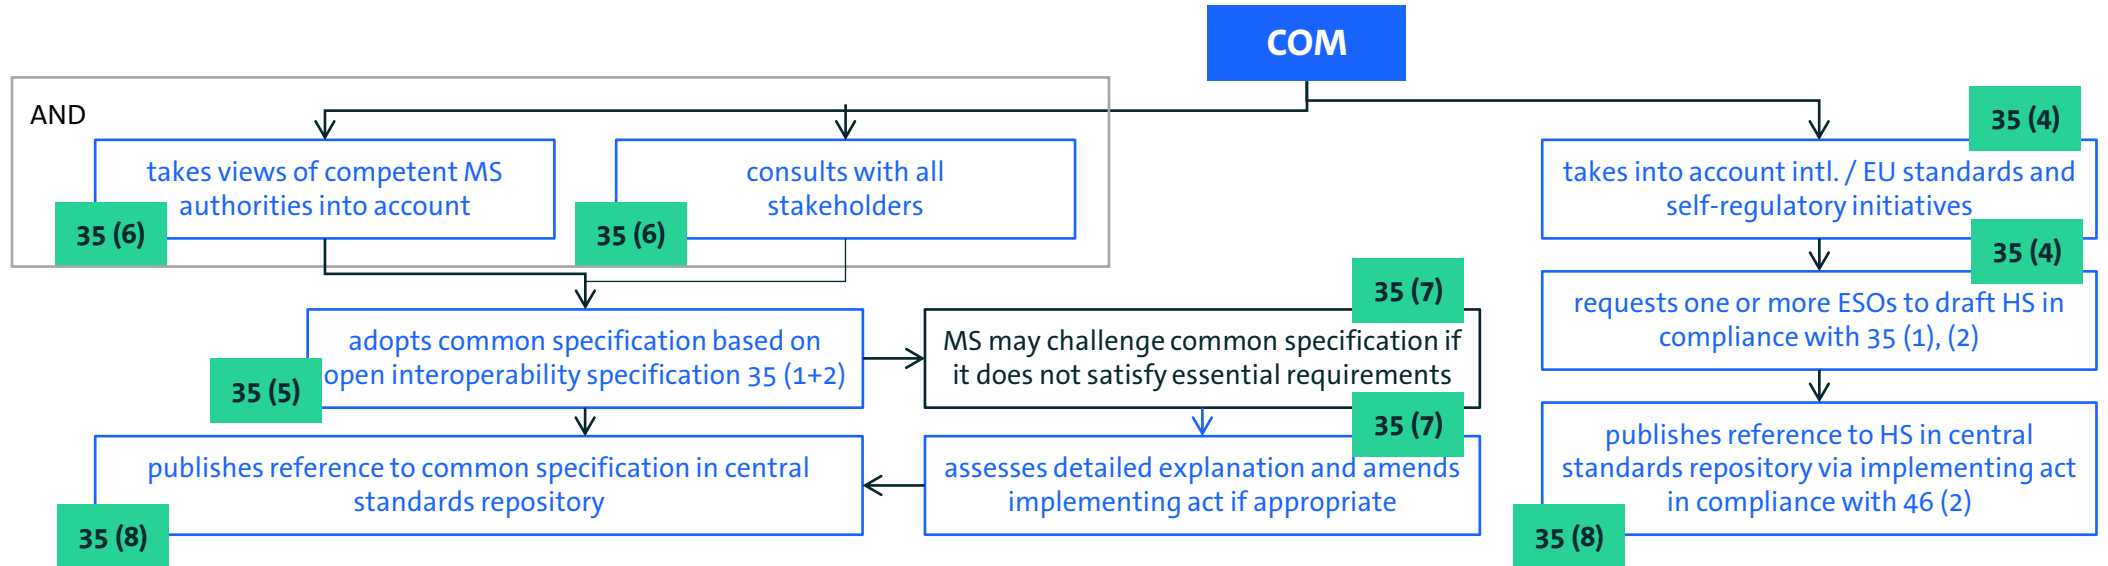 COM
AND
takes views of competent MS
authorities into account
35 (6)
consults with all
stakeholders
35 (6)
35 (4)
takes into account intl. / EU standards and
self-regulatory initiatives
35 (4)
requests one or more ESOs to draft HS in
compliance with 35 (1), (2)
adopts common specification based on
open interoperability specification 35 (1+2)
35 (5)
35 (7)
MS may challenge common specification if
it does not satisfy essential requirements
35 (7)
assesses detailed explanation and amends
implementing act if appropriate
publishes reference to common specification in central
standards repository
35 (8)
publishes reference to HS in central
standards repository via implementing act
in compliance with 46 (2)
35 (8)